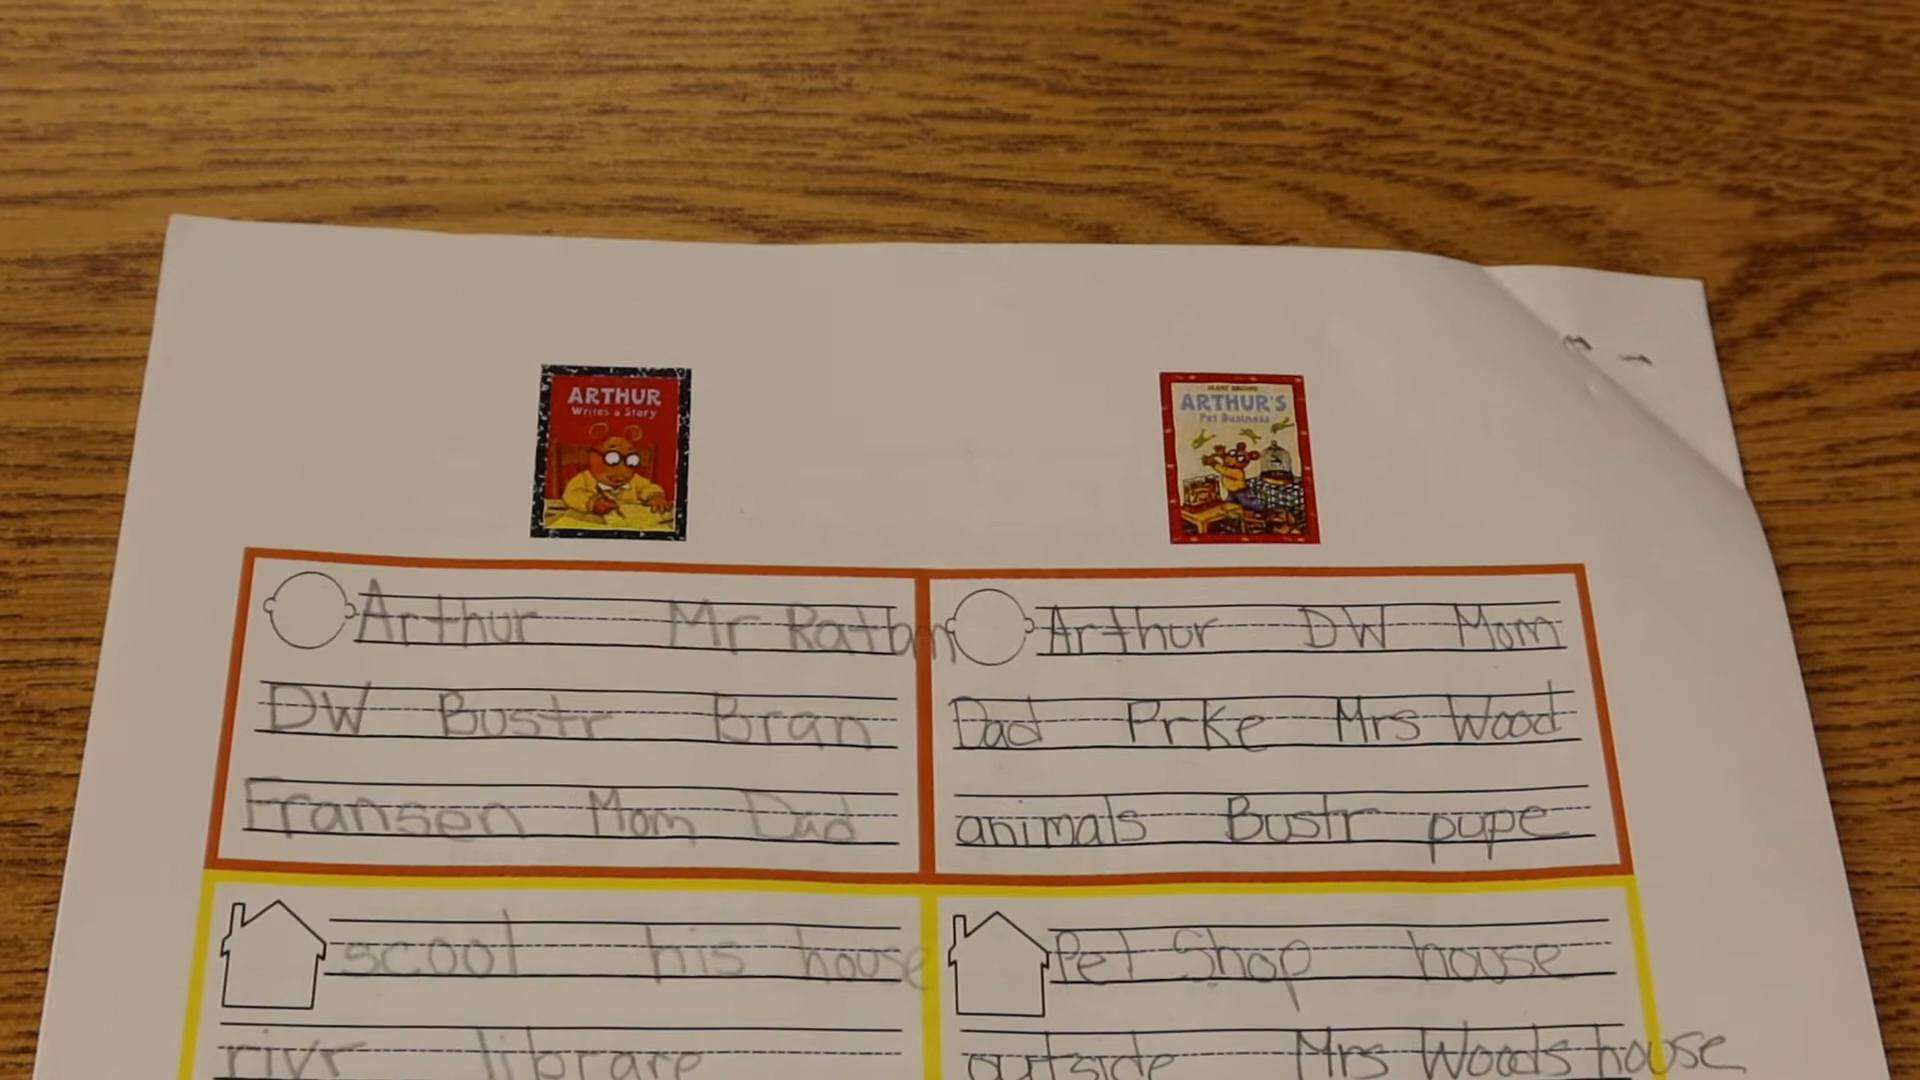 ARTHUR
Writes a Story
MARC BROWN
ARTHUR'S
Pet Business
Arthur Mr Ratbn
DW Bustr Bran
Fransen Mom Dad
Arthur DW Mom
Dad Prke Mrs Wood
animals Bustr pupe
scool his house
rivr librare
Pet Shop house
outside Mrs Woods house